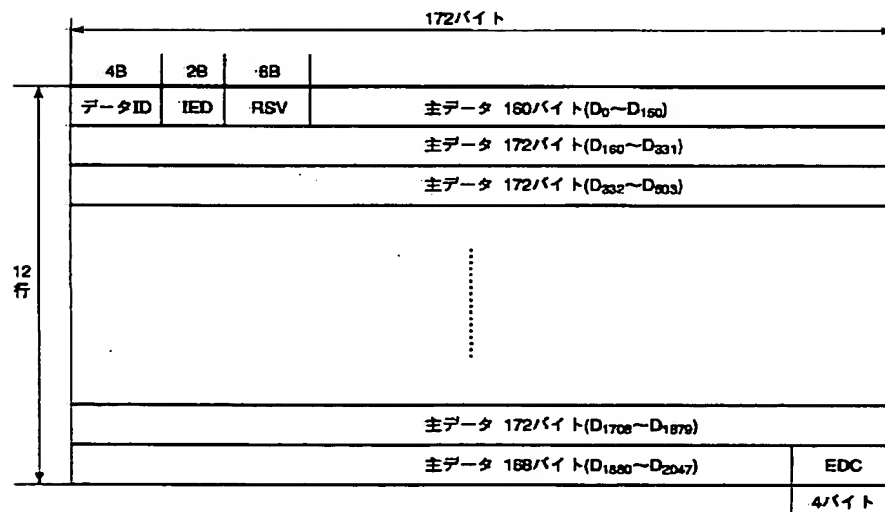 172バイト
4B 2B 6B
データID IED RSV 主データ 160バイト(D₀~D₁₅₀)
主データ 172バイト(D₁₆₀~D₃₃₁)
主データ 172バイト(D₃₃₂~D₅₀₃)
12
行
主データ 172バイト(D₁₇₀₈~D₁₈₇₉)
主データ 168バイト(D₁₈₈₀~D₂₀₄₇) EDC
4バイト